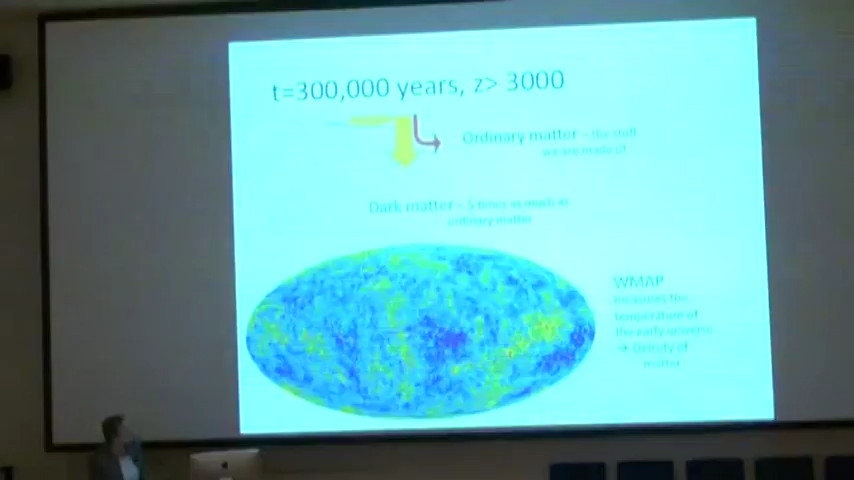 t=300,000 years, z> 3000
Ordinary matter – the stuff
we are made of
Dark matter – 5 times as much as
ordinary matter
WMAP
measures the
temperature of
the early universe
→ Density of
matter